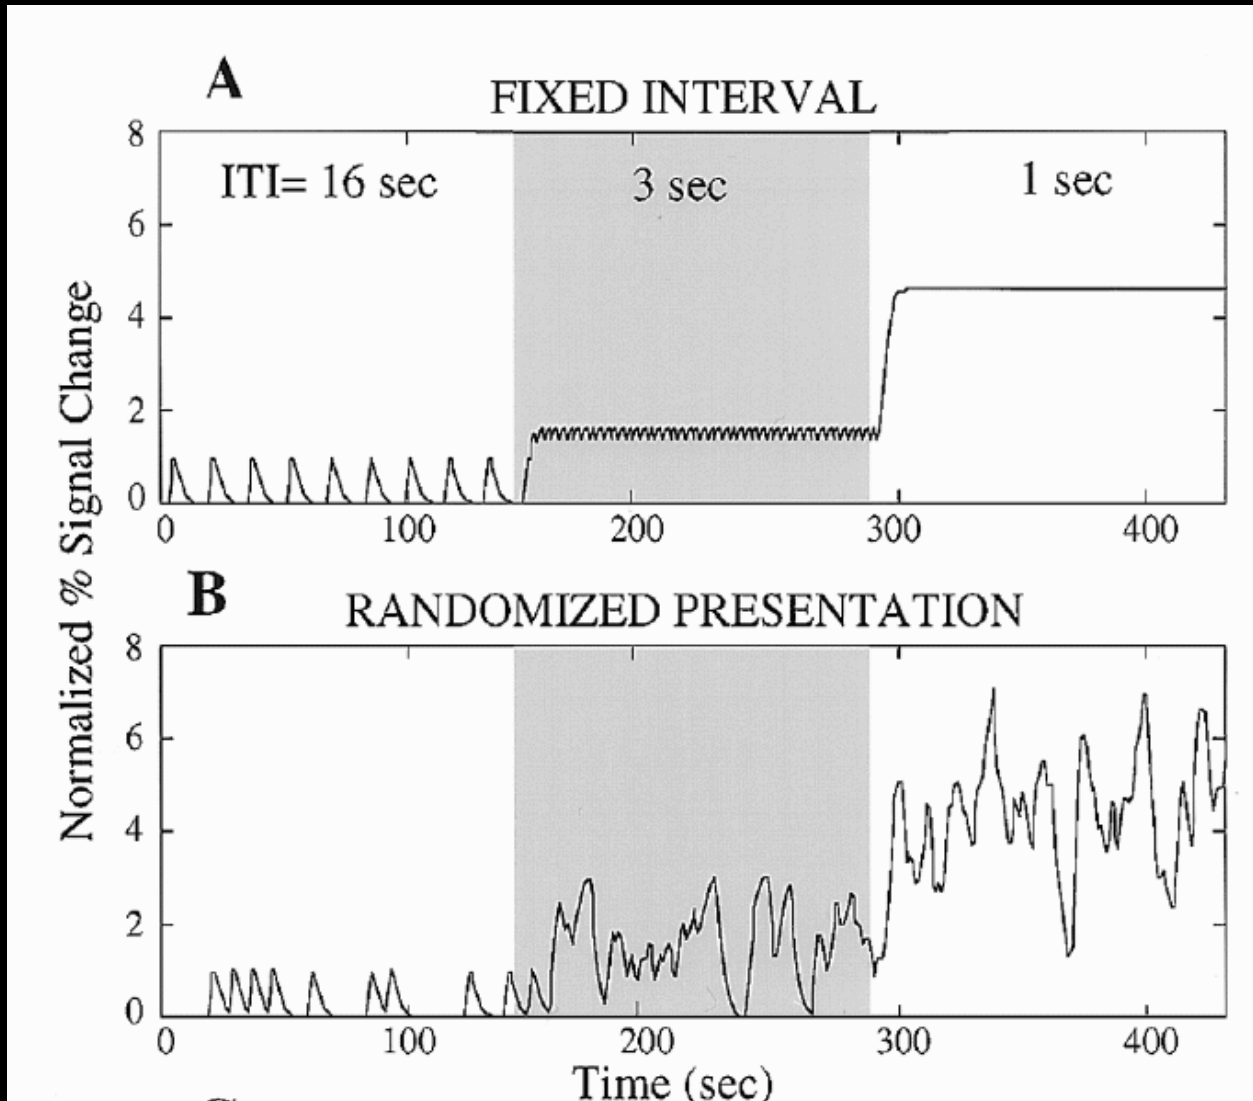 A
FIXED INTERVAL
8
ITI= 16 sec
3 sec
1 sec
6
4
2
0
0 100 200 300 400
Normalized % Signal Change
B
RANDOMIZED PRESENTATION
8
6
4
2
0
0 100 200 300 400
Time (sec)